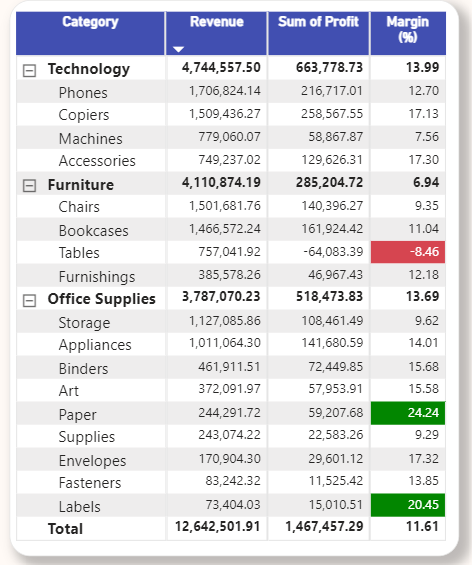 Category Revenue Sum of Profit Margin (%)
Technology 4,744,557.50 663,778.73 13.99
Phones 1,706,824.14 216,717.01 12.70
Copiers 1,509,436.27 258,567.55 17.13
Machines 779,060.07 58,867.87 7.56
Accessories 749,237.02 129,626.31 17.30
Furniture 4,110,874.19 285,204.72 6.94
Chairs 1,501,681.76 140,396.27 9.35
Bookcases 1,466,572.24 161,924.42 11.04
Tables 757,041.92 -64,083.39 -8.46
Furnishings 385,578.26 46,967.43 12.18
Office Supplies 3,787,070.23 518,473.83 13.69
Storage 1,127,085.86 108,461.49 9.62
Appliances 1,011,064.30 141,680.59 14.01
Binders 461,911.51 72,449.85 15.68
Art 372,091.97 57,953.91 15.58
Paper 244,291.72 59,207.68 24.24
Supplies 243,074.22 22,583.26 9.29
Envelopes 170,904.30 29,601.12 17.32
Fasteners 83,242.32 11,525.42 13.85
Labels 73,404.03 15,010.51 20.45
Total 12,642,501.91 1,467,457.29 11.61